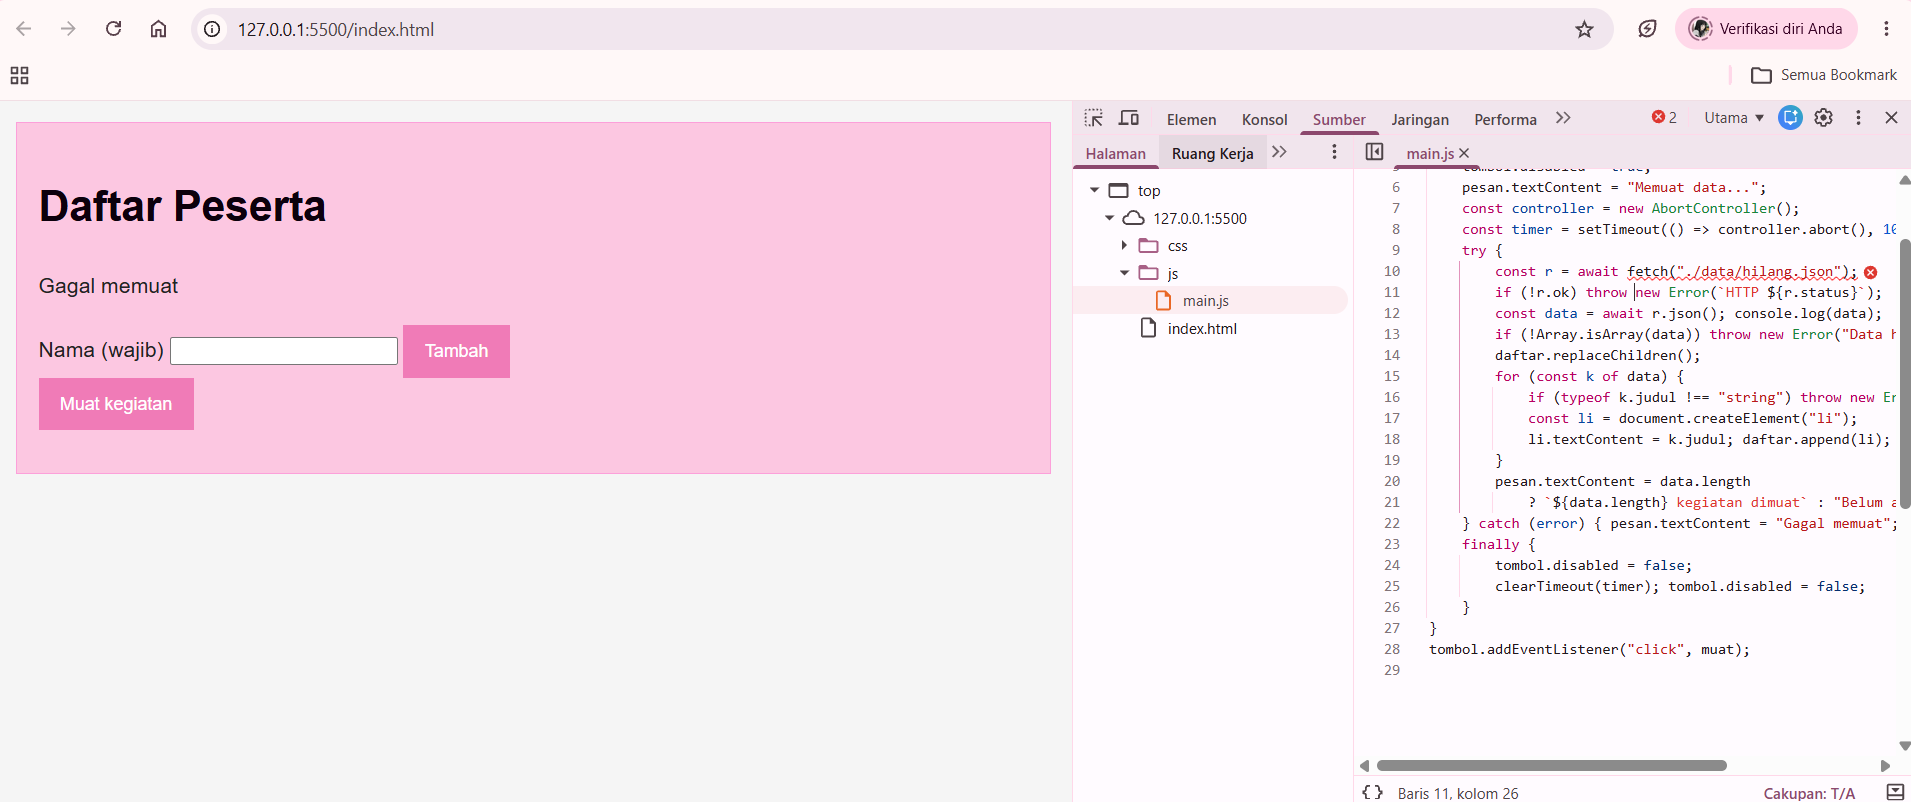 127.0.0.1:5500/index.html
Verifikasi diri Anda
Semua Bookmark
Daftar Peserta
Gagal memuat
Nama (wajib)
Tambah
Muat kegiatan
Elemen Konsol Sumber Jaringan Performa
2
Utama
Halaman Ruang Kerja
main.js
top
127.0.0.1:5500
css
js
main.js
index.html
6 pesan.textContent = "Memuat data...";
7 const controller = new AbortController();
8 const timer = setTimeout(() => controller.abort(), 10
9 try {
10 const r = await fetch("./data/hilang.json");
11 if (!r.ok) throw new Error(`HTTP ${r.status}`);
12 const data = await r.json(); console.log(data);
13 if (!Array.isArray(data)) throw new Error("Data h
14 daftar.replaceChildren();
15 for (const k of data) {
16 if (typeof k.judul !== "string") throw new Er
17 const li = document.createElement("li");
18 li.textContent = k.judul; daftar.append(li);
19 }
20 pesan.textContent = data.length
21 ? `${data.length} kegiatan dimuat` : "Belum a
22 } catch (error) { pesan.textContent = "Gagal memuat";
23 finally {
24 tombol.disabled = false;
25 clearTimeout(timer); tombol.disabled = false;
26 }
27 }
28 tombol.addEventListener("click", muat);
29
{ } Baris 11, kolom 26
Cakupan: T/A